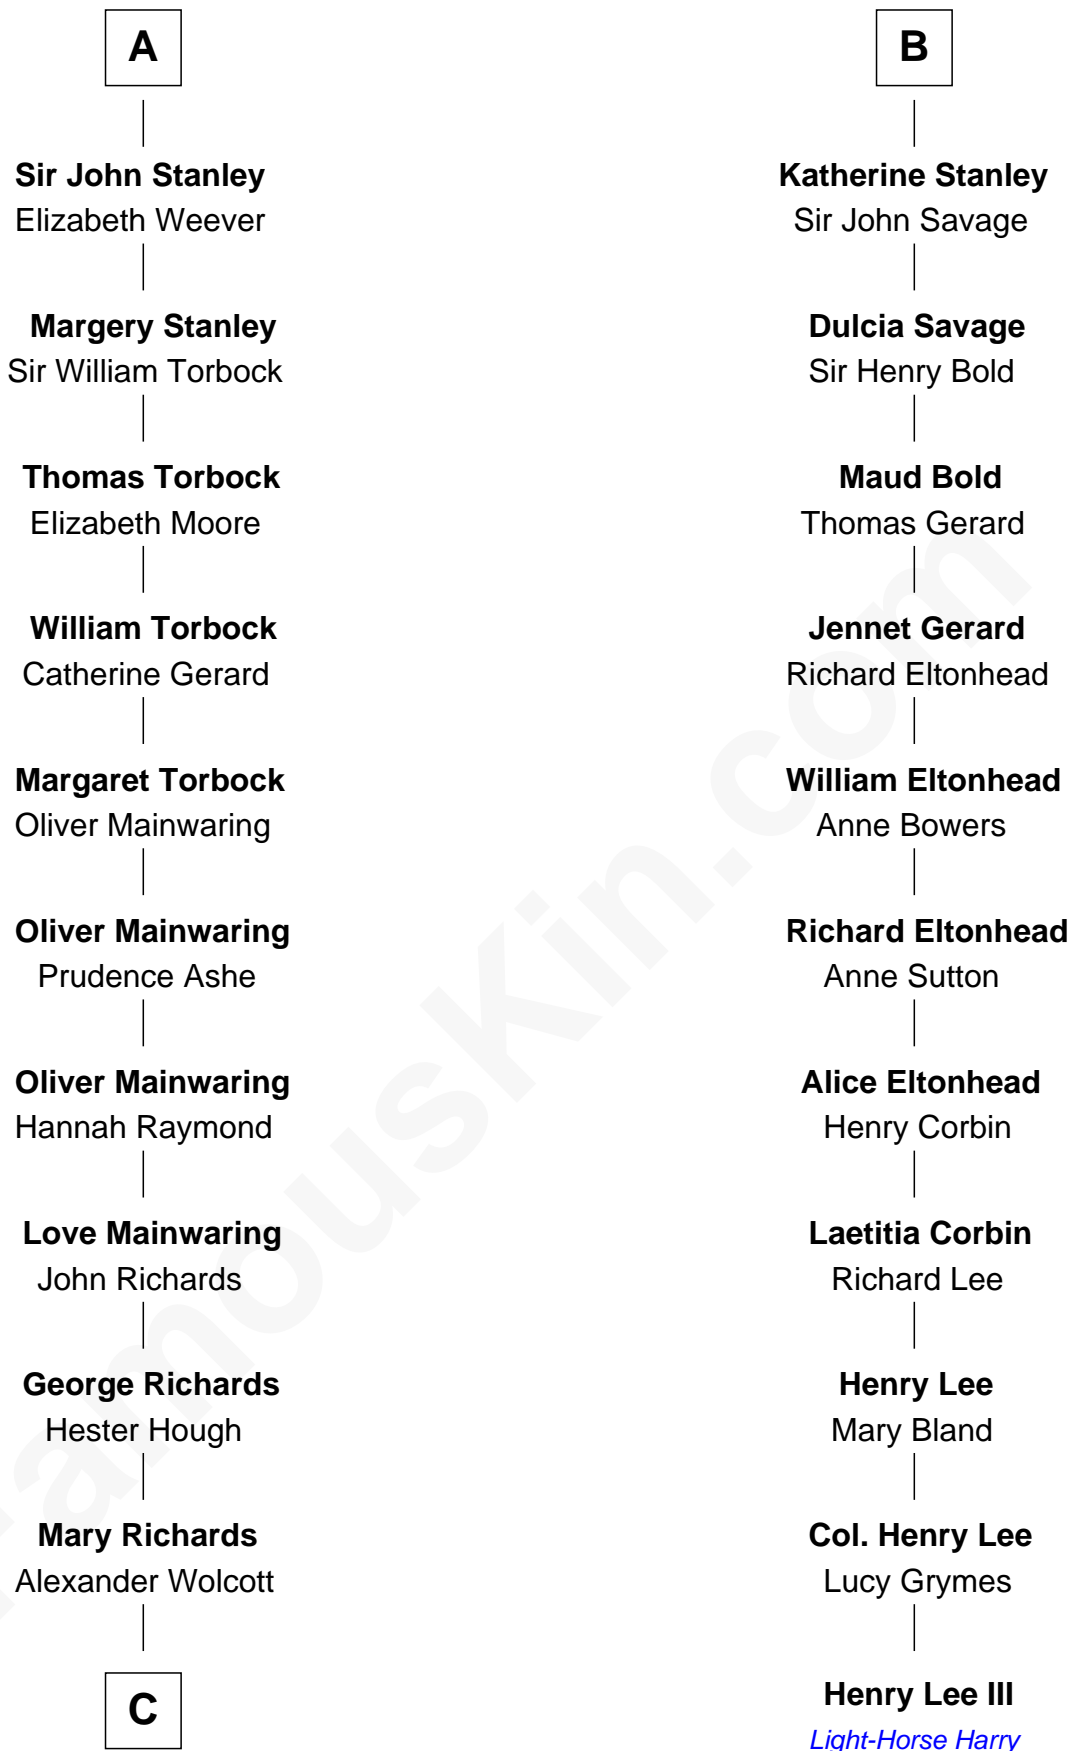 A
Sir John Stanley
Elizabeth Weever
Margery Stanley
Sir William Torbock
Thomas Torbock
Elizabeth Moore
William Torbock
Catherine Gerard
Margaret Torbock
Oliver Mainwaring
Oliver Mainwaring
Prudence Ashe
Oliver Mainwaring
Hannah Raymond
Love Mainwaring
John Richards
George Richards
Hester Hough
Mary Richards
Alexander Wolcott
C
B
Katherine Stanley
Sir John Savage
Dulcia Savage
Sir Henry Bold
Maud Bold
Thomas Gerard
Jennet Gerard
Richard Eltonhead
William Eltonhead
Anne Bowers
Richard Eltonhead
Anne Sutton
Alice Eltonhead
Henry Corbin
Laetitia Corbin
Richard Lee
Henry Lee
Mary Bland
Col. Henry Lee
Lucy Grymes
Henry Lee III
Light-Horse Harry
FamousKin.com